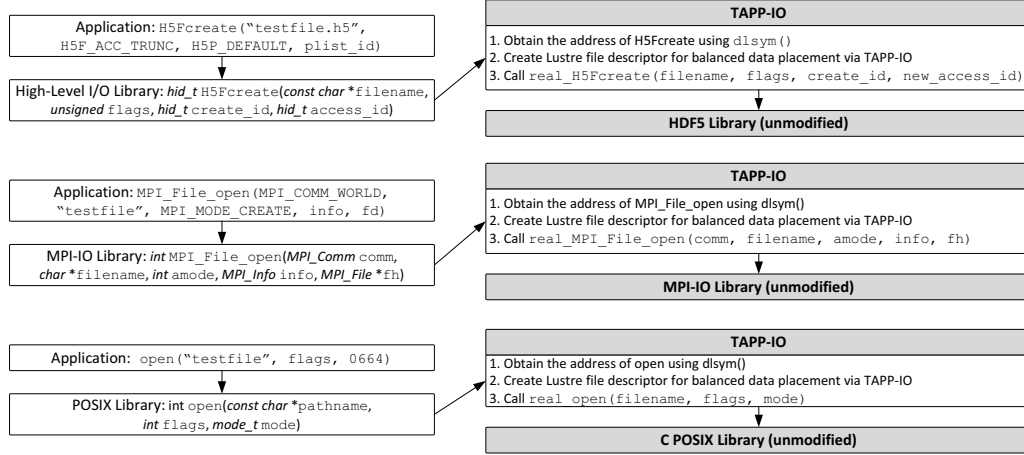 Application: H5Fcreate("testfile.h5",
H5F_ACC_TRUNC, H5P_DEFAULT, plist_id)
High-Level I/O Library: hid_t H5Fcreate(const char *filename,
unsigned flags, hid_t create_id, hid_t access_id)
TAPP-IO
1. Obtain the address of H5Fcreate using dlsym()
2. Create Lustre file descriptor for balanced data placement via TAPP-IO
3. Call real_H5Fcreate(filename, flags, create_id, new_access_id)
HDF5 Library (unmodified)
Application: MPI_File_open(MPI_COMM_WORLD,
"testfile", MPI_MODE_CREATE, info, fd)
MPI-IO Library: int MPI_File_open(MPI_Comm comm,
char *filename, int amode, MPI_Info info, MPI_File *fh)
TAPP-IO
1. Obtain the address of MPI_File_open using dlsym()
2. Create Lustre file descriptor for balanced data placement via TAPP-IO
3. Call real_MPI_File_open(comm, filename, amode, info, fh)
MPI-IO Library (unmodified)
Application: open("testfile", flags, 0664)
POSIX Library: int open(const char *pathname,
int flags, mode_t mode)
TAPP-IO
1. Obtain the address of open using dlsym()
2. Create Lustre file descriptor for balanced data placement via TAPP-IO
3. Call real_open(filename, flags, mode)
C POSIX Library (unmodified)